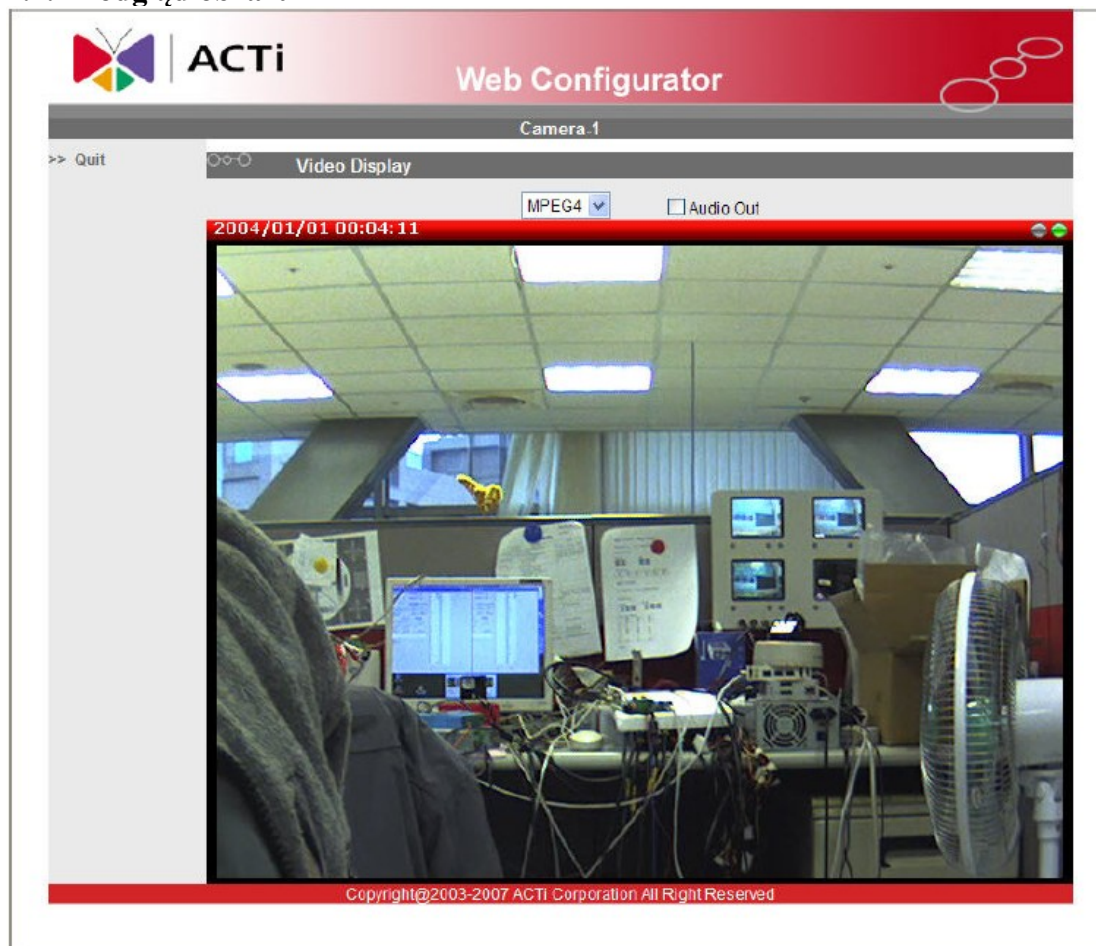 ACTi
Web Configurator
Camera-1
>> Quit
Video Display
MPEG4
Audio Out
2004/01/01 00:04:11
Copyright@2003-2007 ACTi Corporation All Right Reserved